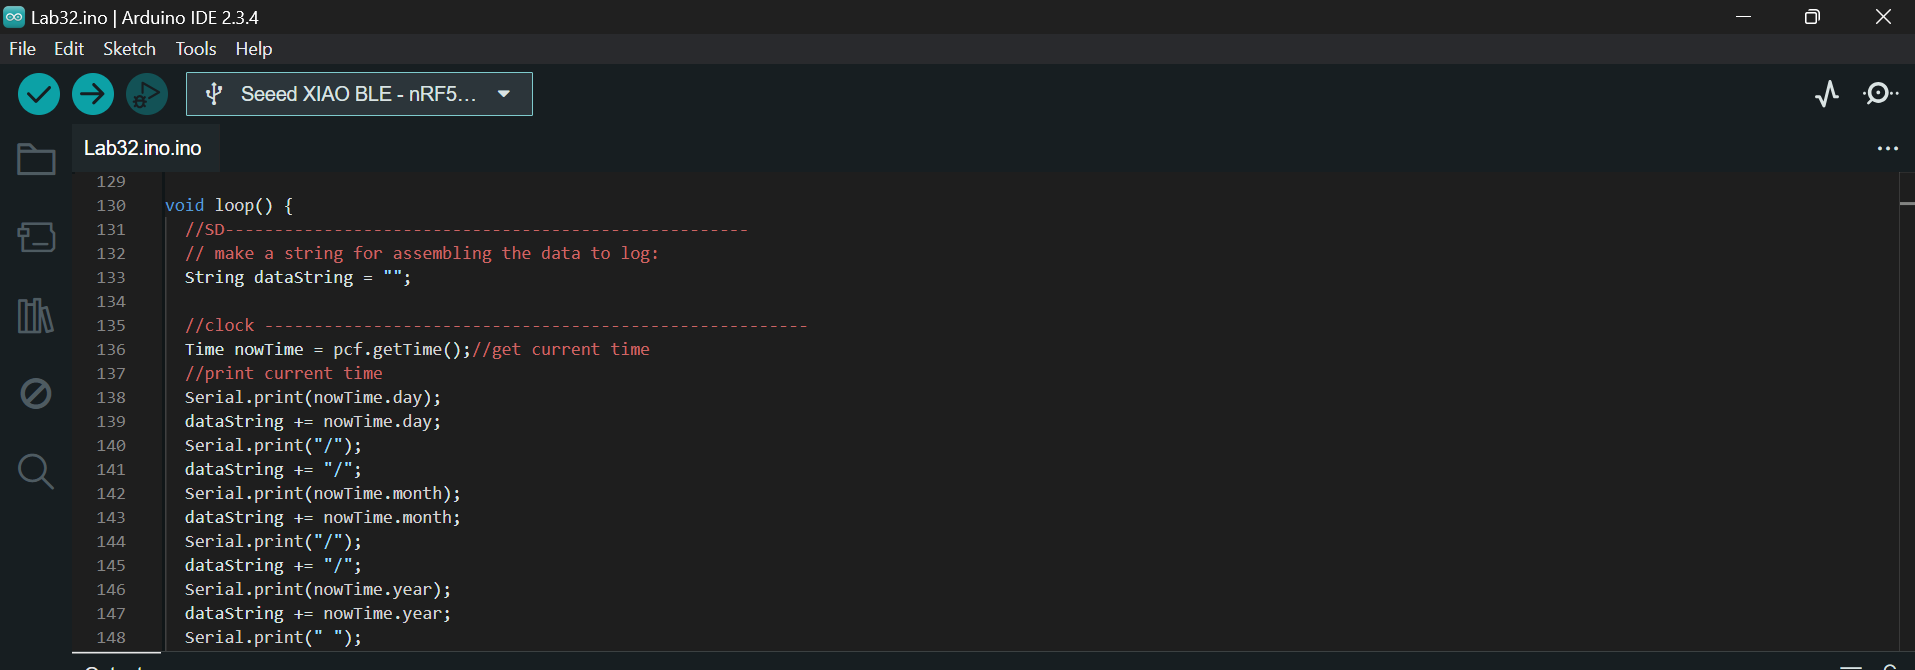 Lab32.ino | Arduino IDE 2.3.4
File Edit Sketch Tools Help
Seeed XIAO BLE - nRF5...
Lab32.ino.ino
129
130 void loop() {
131 //SD-----------------------------------------------------
132 // make a string for assembling the data to log:
133 String dataString = "";
134
135 //clock -------------------------------------------------------
136 Time nowTime = pcf.getTime();//get current time
137 //print current time
138 Serial.print(nowTime.day);
139 dataString += nowTime.day;
140 Serial.print("/");
141 dataString += "/";
142 Serial.print(nowTime.month);
143 dataString += nowTime.month;
144 Serial.print("/");
145 dataString += "/";
146 Serial.print(nowTime.year);
147 dataString += nowTime.year;
148 Serial.print(" ");